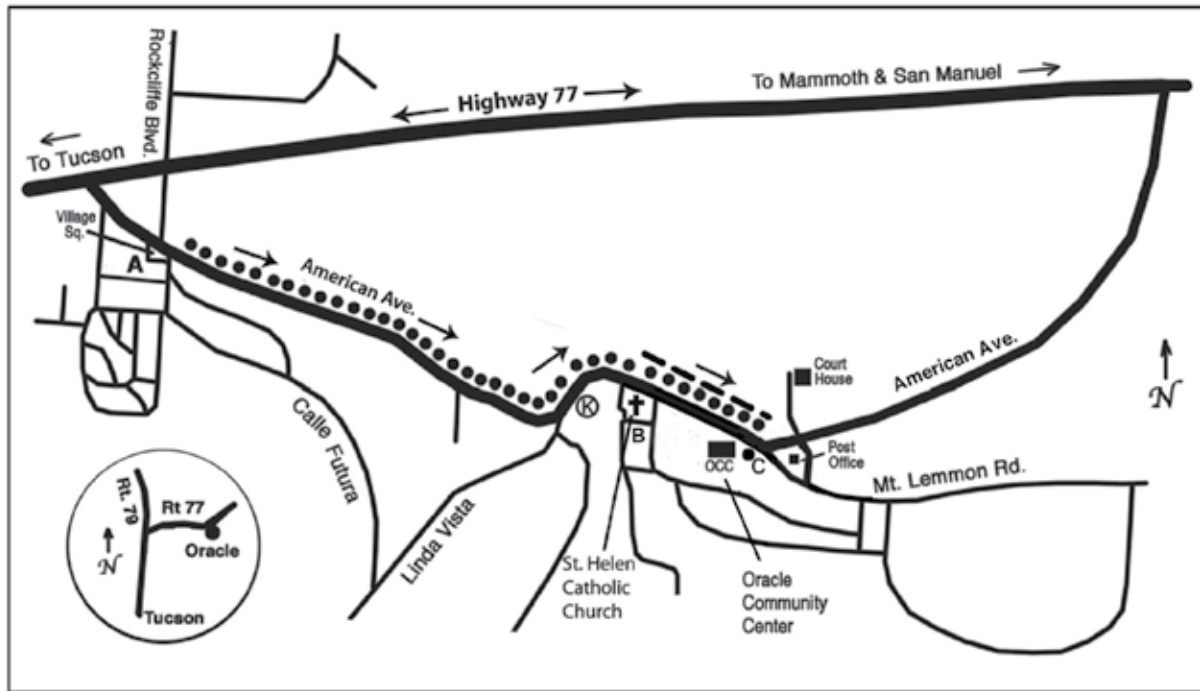 Rockcliffe Blvd.
To Mammoth & San Manuel
Highway 77
To Tucson
Village
Sq.
A
American Ave.
K
B
OCC
C
Court
House
American Ave.
N
Post
Office
Mt. Lemmon Rd.
Calle Futura
Linda Vista
St. Helen
Catholic
Church
Oracle
Community
Center
Rt. 79
Rt 77
N
Oracle
Tucson